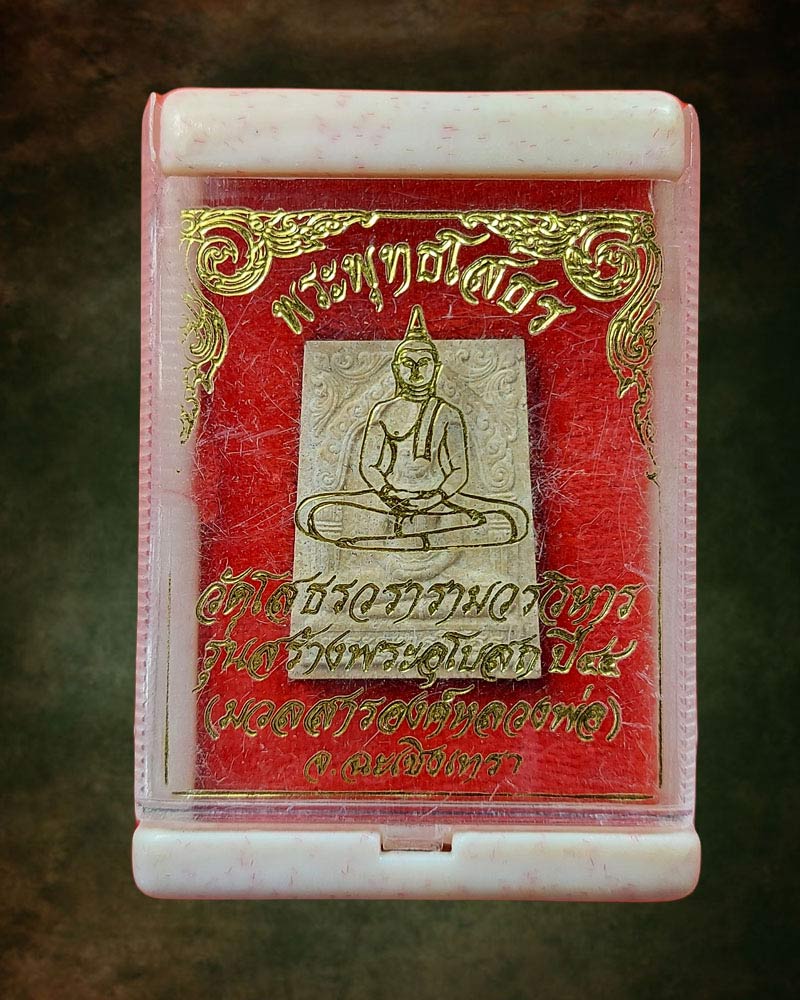 พระพุทธโสธร
วัดโสธรวรารามวรวิหาร
รุ่นสร้างพระอุโบสถ ปี๔๕
(มวลสารองค์หลวงพ่อ)
จ.ฉะเชิงเทรา